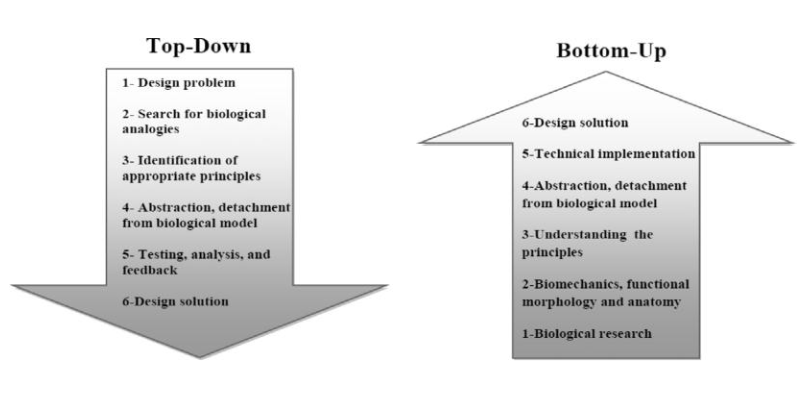 Top-Down
1- Design problem
2- Search for biological
analogies
3- Identification of
appropriate principles
4- Abstraction, detachment
from biological model
5- Testing, analysis, and
feedback
6-Design solution
Bottom-Up
6-Design solution
5-Technical implementation
4-Abstraction, detachment
from biological model
3-Understanding the
principles
2-Biomechanics, functional
morphology and anatomy
1-Biological research